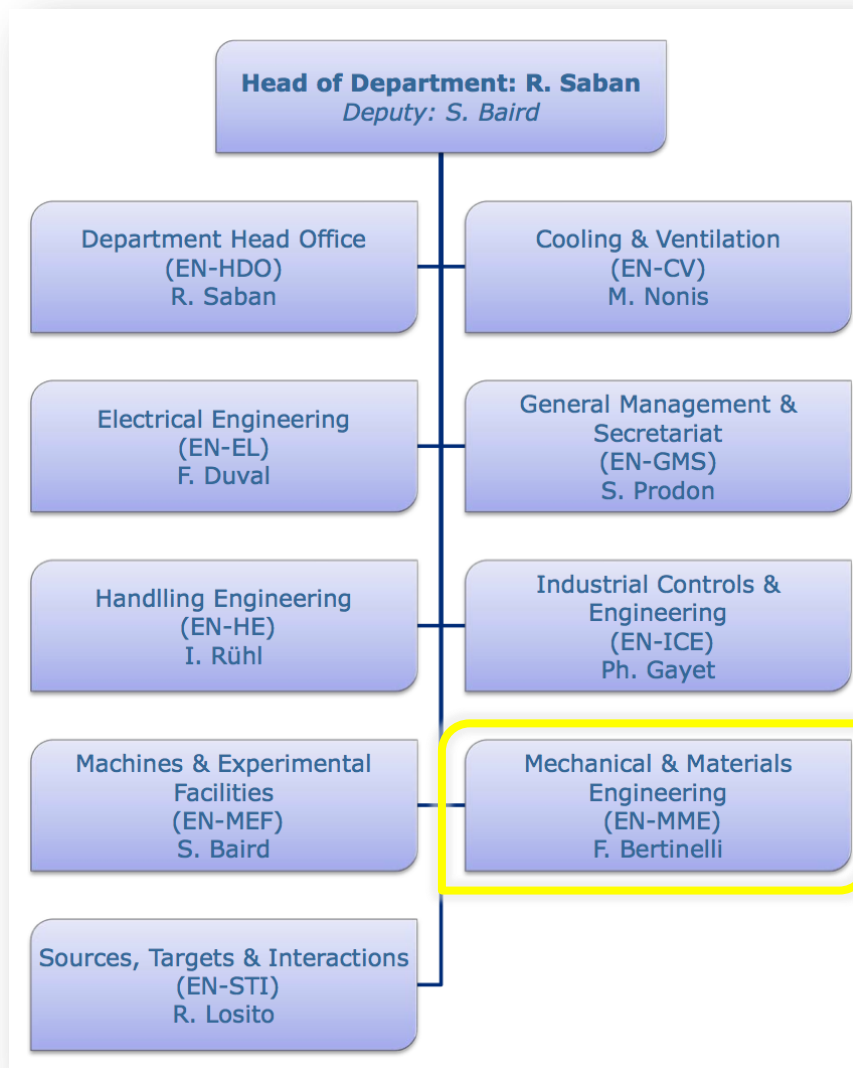 Head of Department: R. Saban
Deputy: S. Baird
Department Head Office
(EN-HDO)
R. Saban
Cooling & Ventilation
(EN-CV)
M. Nonis
Electrical Engineering
(EN-EL)
F. Duval
General Management &
Secretariat
(EN-GMS)
S. Prodon
Handlling Engineering
(EN-HE)
I. Rühl
Industrial Controls &
Engineering
(EN-ICE)
Ph. Gayet
Machines & Experimental
Facilities
(EN-MEF)
S. Baird
Mechanical & Materials
Engineering
(EN-MME)
F. Bertinelli
Sources, Targets & Interactions
(EN-STI)
R. Losito